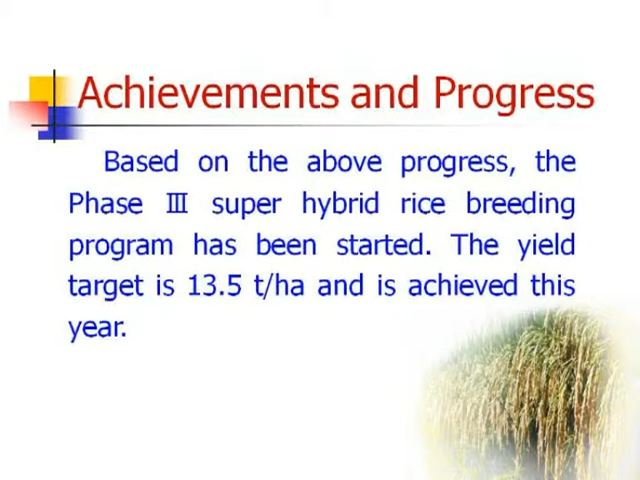 Achievements and Progress
Based on the above progress, the
Phase Ⅲ super hybrid rice breeding
program has been started. The yield
target is 13.5 t/ha and is achieved this
year.